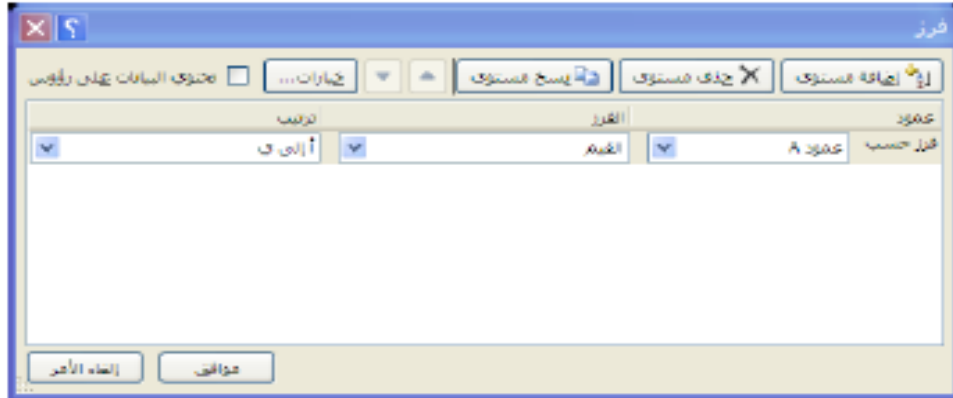 فرز
إضافة مستوى حذف مستوى نسخ مستوى خيارات... تحتوي البيانات على رؤوس
عمود الفرز ترتيب
فرز حسب عمود A القيم أ إلى ي
موافق إلغاء الأمر